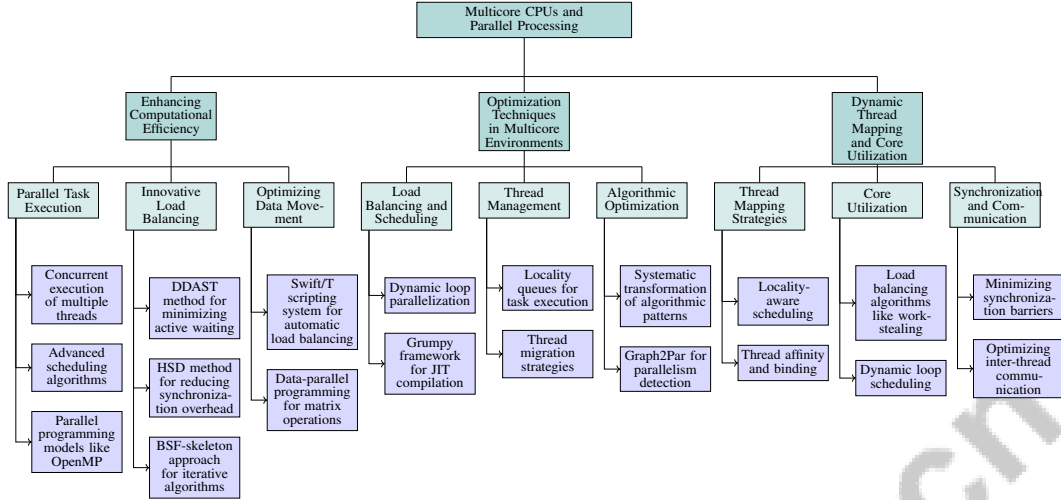 Multicore CPUs and
Parallel Processing
Enhancing
Computational
Efficiency
Optimization
Techniques
in Multicore
Environments
Dynamic
Thread
Mapping
and Core
Utilization
Parallel Task
Execution
Innovative
Load
Balancing
Optimizing
Data Move-
ment
Load
Balancing and
Scheduling
Thread
Management
Algorithmic
Optimization
Thread
Mapping
Strategies
Core
Utilization
Synchronization
and Com-
munication
Concurrent
execution
of multiple
threads
Advanced
scheduling
algorithms
Parallel
programming
models like
OpenMP
DDAST
method for
minimizing
active waiting
HSD method
for reducing
synchroniza-
tion overhead
BSF-skeleton
approach
for iterative
algorithms
Swift/T
scripting
system for
automatic
load balancing
Data-parallel
programming
for matrix
operations
Dynamic loop
parallelization
Grumpy
framework
for JIT
compilation
Locality
queues for
task execution
Thread
migration
strategies
Systematic
transformation
of algorithmic
patterns
Graph2Par for
parallelism
detection
Locality-
aware
scheduling
Thread affinity
and binding
Load
balancing
algorithms
like work-
stealing
Dynamic loop
scheduling
Minimizing
synchroniza-
tion barriers
Optimizing
inter-thread
commu-
nication
.cn